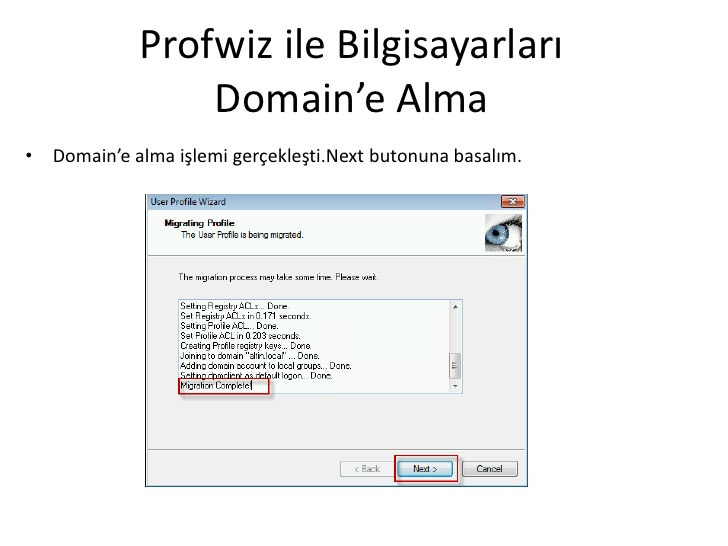 Profwiz ile Bilgisayarları
Domain’e Alma
• Domain’e alma işlemi gerçekleşti.Next butonuna basalım.
User Profile Wizard
Migrating Profile
The User Profile is being migrated.
The migration process may take some time. Please wait.
Setting Registry ACLs... Done.
Set Registry ACLs in 0.171 seconds.
Setting Profile ACL... Done.
Set Profile ACL in 0.203 seconds.
Creating Profile registry keys... Done.
Joining to domain "altin.local" ... Done.
Adding domain account to local groups... Done.
Setting dpmclient as default logon... Done.
Migration Complete!
< Back
Next >
Cancel